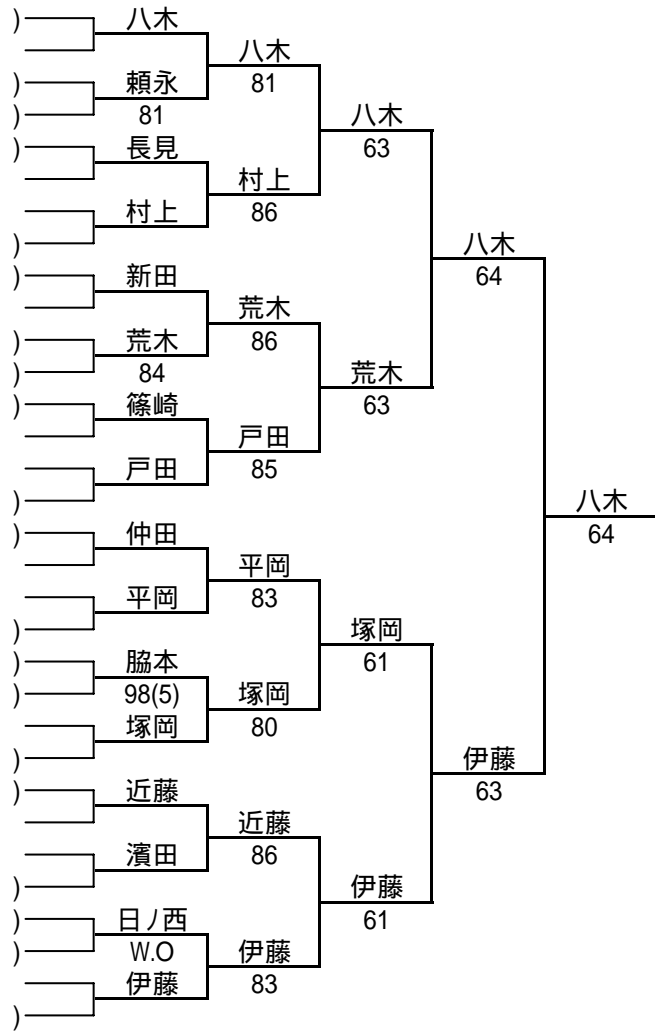 )
八木
八木
)
頼永
81
)
81
八木
)
長見
63
村上
村上
86
)
八木
)
新田
64
荒木
)
荒木
86
)
84
荒木
)
篠崎
63
戸田
戸田
85
)
八木
)
仲田
64
平岡
平岡
83
)
塚岡
)
脇本
61
)
98(5)
塚岡
塚岡
80
)
伊藤
)
近藤
63
近藤
濱田
86
)
伊藤
)
日ノ西
61
)
W.O
伊藤
伊藤
83
)